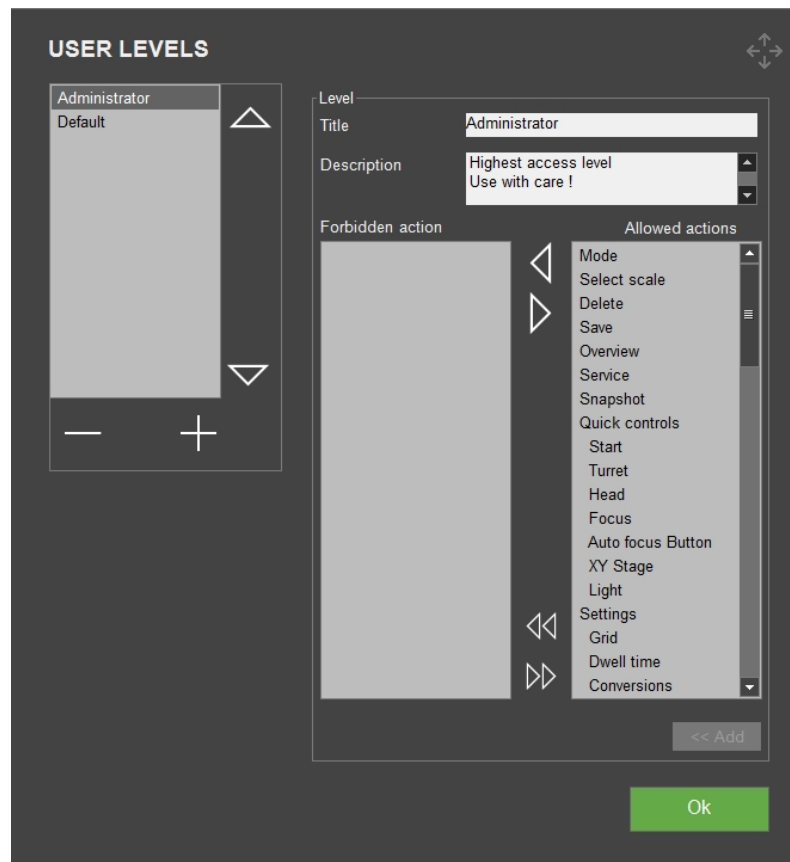 USER LEVELS
Administrator
Default
Level
Title
Administrator
Description
Highest access level
Use with care !
Forbidden action
Allowed actions
Mode
Select scale
Delete
Save
Overview
Service
Snapshot
Quick controls
Start
Turret
Head
Focus
Auto focus Button
XY Stage
Light
Settings
Grid
Dwell time
Conversions
<< Add
Ok